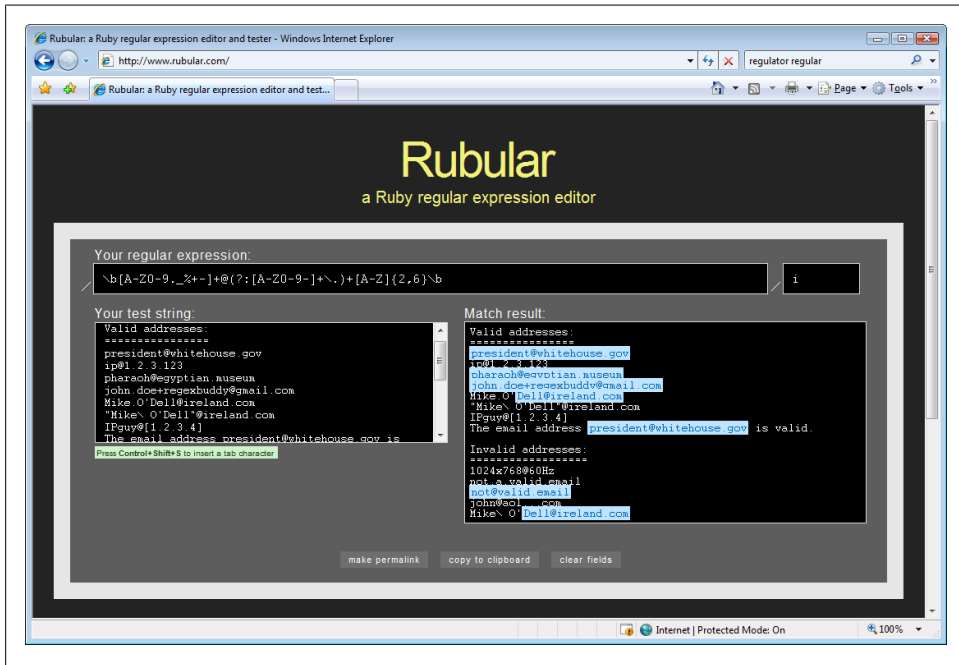 Rubular: a Ruby regular expression editor and tester - Windows Internet Explorer
http://www.rubular.com/
regulator regular
Rubular: a Ruby regular expression editor and test...
Page
Tools
Rubular
a Ruby regular expression editor
Your regular expression:
/ \b[A-Z0-9._%+-]+@(?:[A-Z0-9-]+\.)+[A-Z]{2,6}\b / i
Your test string:
Valid addresses:
================
president@whitehouse.gov
ip@1.2.3.123
pharaoh@egyptian.museum
john.doe+regexbuddy@gmail.com
Mike.O'Dell@ireland.com
"Mike\ O'Dell"@ireland.com
IPguy@[1.2.3.4]
The email address president@whitehouse.gov is
Press Control+Shift+S to insert a tab character
Match result:
Valid addresses:
================
president@whitehouse.gov
ip@1.2.3.123
pharaoh@egyptian.museum
john.doe+regexbuddy@gmail.com
Mike.O'Dell@ireland.com
"Mike\ O'Dell"@ireland.com
IPguy@[1.2.3.4]
The email address president@whitehouse.gov is valid.
Invalid addresses:
==================
1024x768@60Hz
not.a.valid.email
not@valid.email
john@aol...com
Mike\ O'Dell@ireland.com
make permalink
copy to clipboard
clear fields
Internet | Protected Mode: On
100%